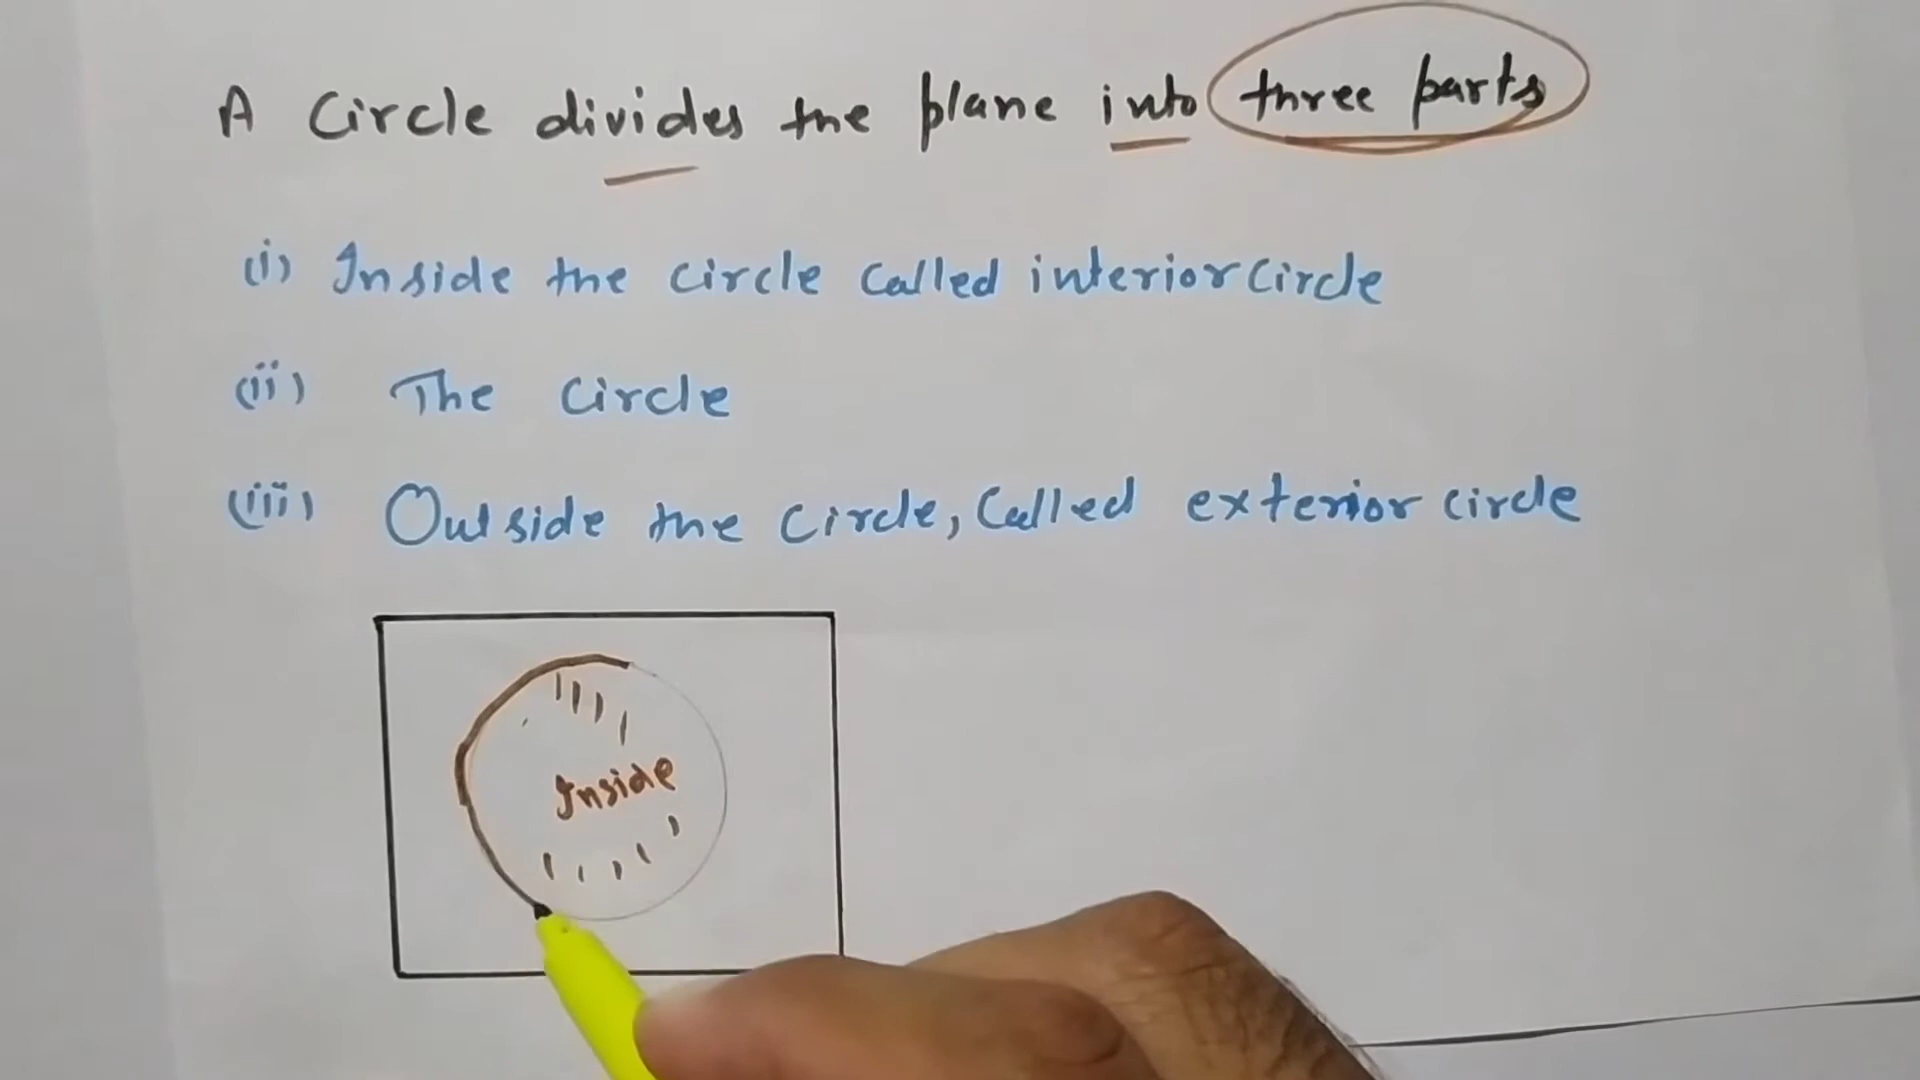 A Circle divides the plane into three parts
(i) Inside the circle called interior circle
(ii) The Circle
(iii) Outside the circle, Called exterior circle
Inside